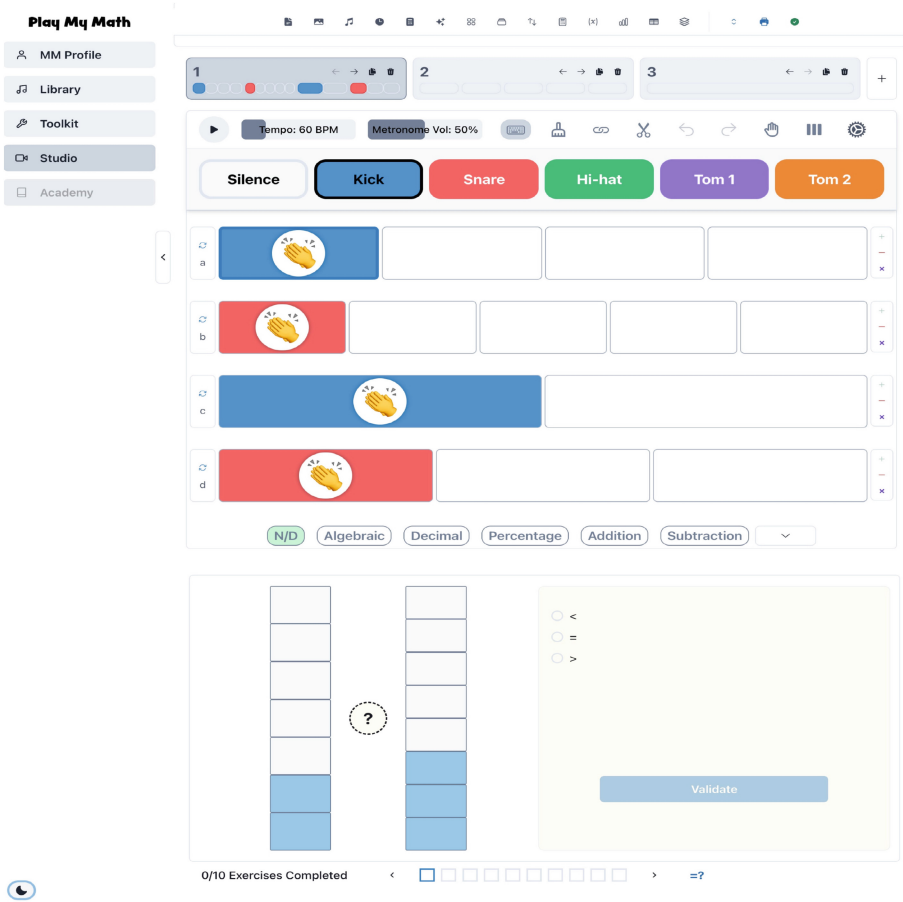 Play My Math
MM Profile
Library
Toolkit
Studio
Academy
1
2
3
+
Tempo: 60 BPM
Metronome Vol: 50%
Silence
Kick
Snare
Hi-hat
Tom 1
Tom 2
a
b
c
d
N/D
Algebraic
Decimal
Percentage
Addition
Subtraction
?
<
=
>
Validate
0/10 Exercises Completed
=?